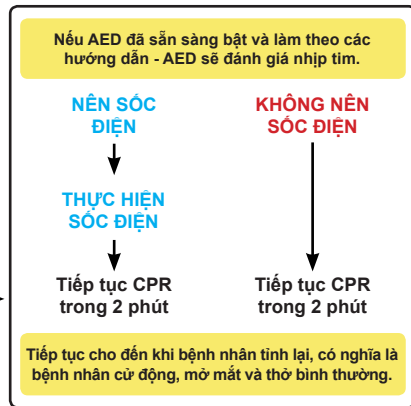 Nếu AED đã sẵn sàng bật và làm theo các
hướng dẫn - AED sẽ đánh giá nhịp tim.
NÊN SỐC
ĐIỆN
KHÔNG NÊN
SỐC ĐIỆN
THỰC HIỆN
SỐC ĐIỆN
Tiếp tục CPR
trong 2 phút
Tiếp tục CPR
trong 2 phút
Tiếp tục cho đến khi bệnh nhân tỉnh lại, có nghĩa là
bệnh nhân cử động, mở mắt và thở bình thường.